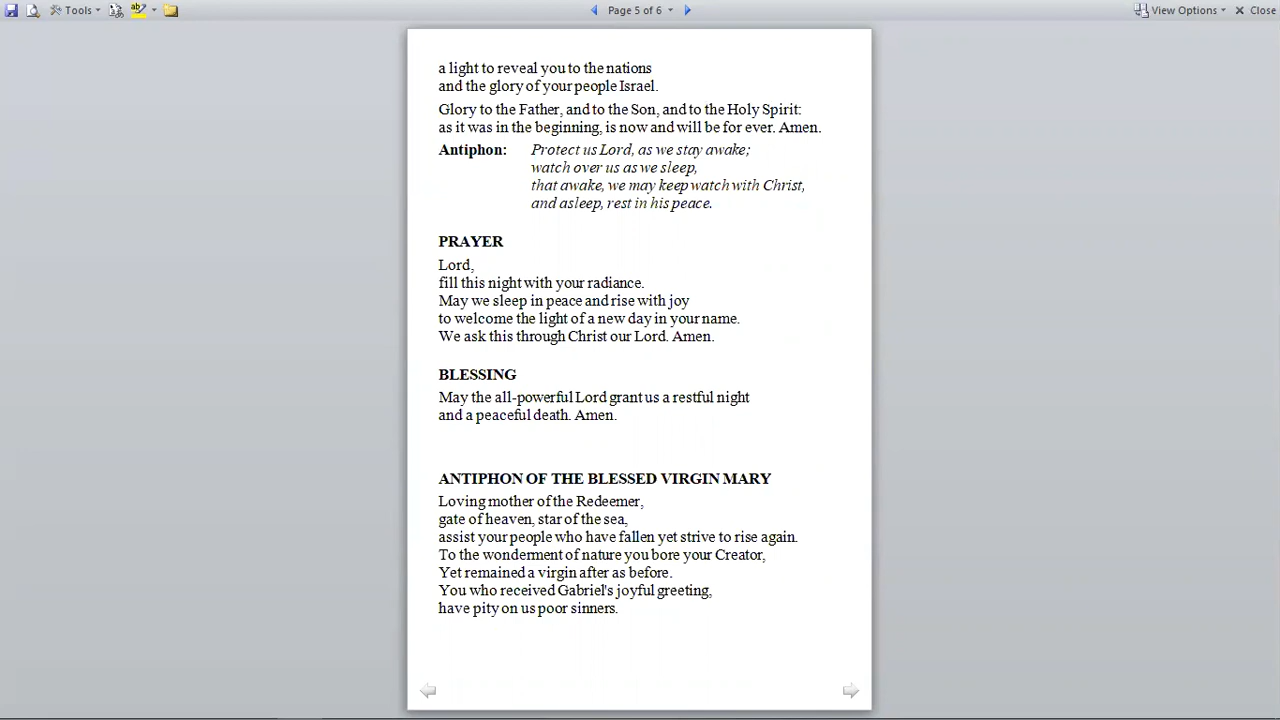 Tools Page 5 of 6 View Options Close
a light to reveal you to the nations
and the glory of your people Israel.
Glory to the Father, and to the Son, and to the Holy Spirit:
as it was in the beginning, is now and will be for ever. Amen.
Antiphon: Protect us Lord, as we stay awake;
watch over us as we sleep,
that awake, we may keep watch with Christ,
and asleep, rest in his peace.
PRAYER
Lord,
fill this night with your radiance.
May we sleep in peace and rise with joy
to welcome the light of a new day in your name.
We ask this through Christ our Lord. Amen.
BLESSING
May the all-powerful Lord grant us a restful night
and a peaceful death. Amen.
ANTIPHON OF THE BLESSED VIRGIN MARY
Loving mother of the Redeemer,
gate of heaven, star of the sea,
assist your people who have fallen yet strive to rise again.
To the wonderment of nature you bore your Creator,
Yet remained a virgin after as before.
You who received Gabriel's joyful greeting,
have pity on us poor sinners.